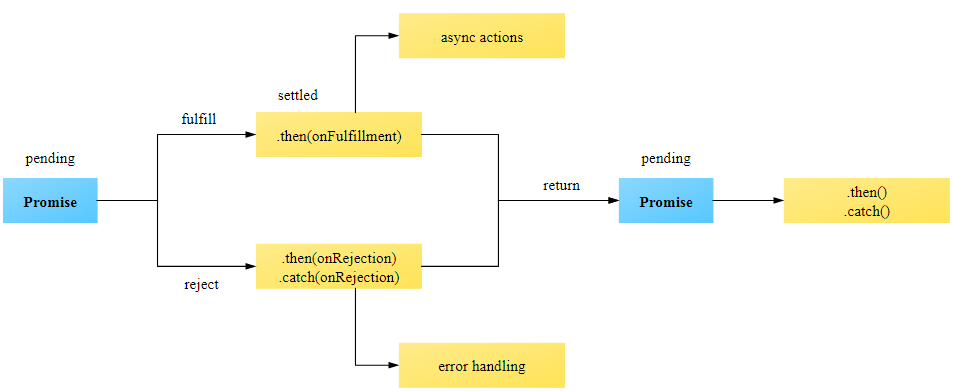 async actions
settled
fulfill
.then(onFulfillment)
pending
Promise
.then(onRejection)
.catch(onRejection)
reject
error handling
return
pending
Promise
.then()
.catch()